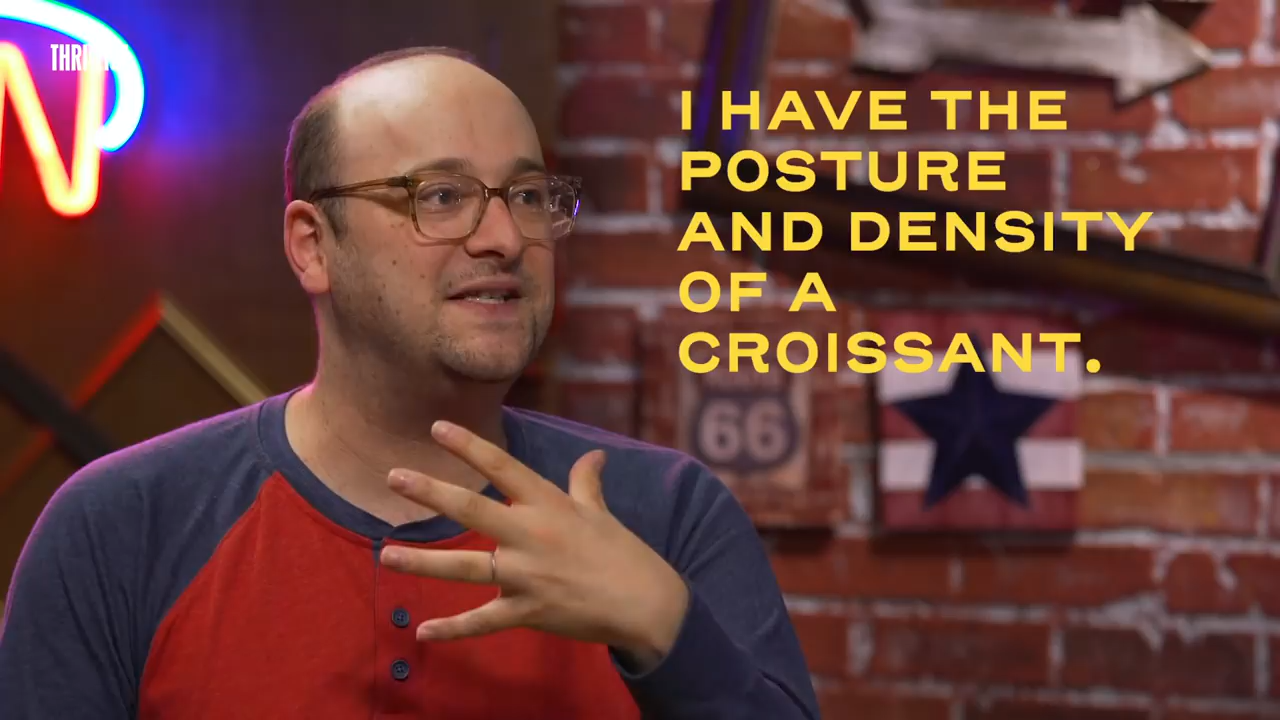 I HAVE THE
POSTURE
AND DENSITY
OF A
CROISSANT.
66